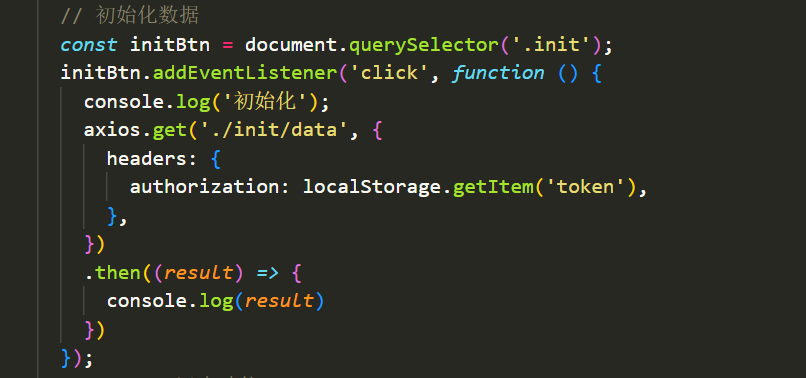 // 初始化数据
const initBtn = document.querySelector('.init');
initBtn.addEventListener('click', function () {
console.log('初始化');
axios.get('./init/data', {
headers: {
authorization: localStorage.getItem('token'),
},
})
.then((result) => {
console.log(result)
})
});